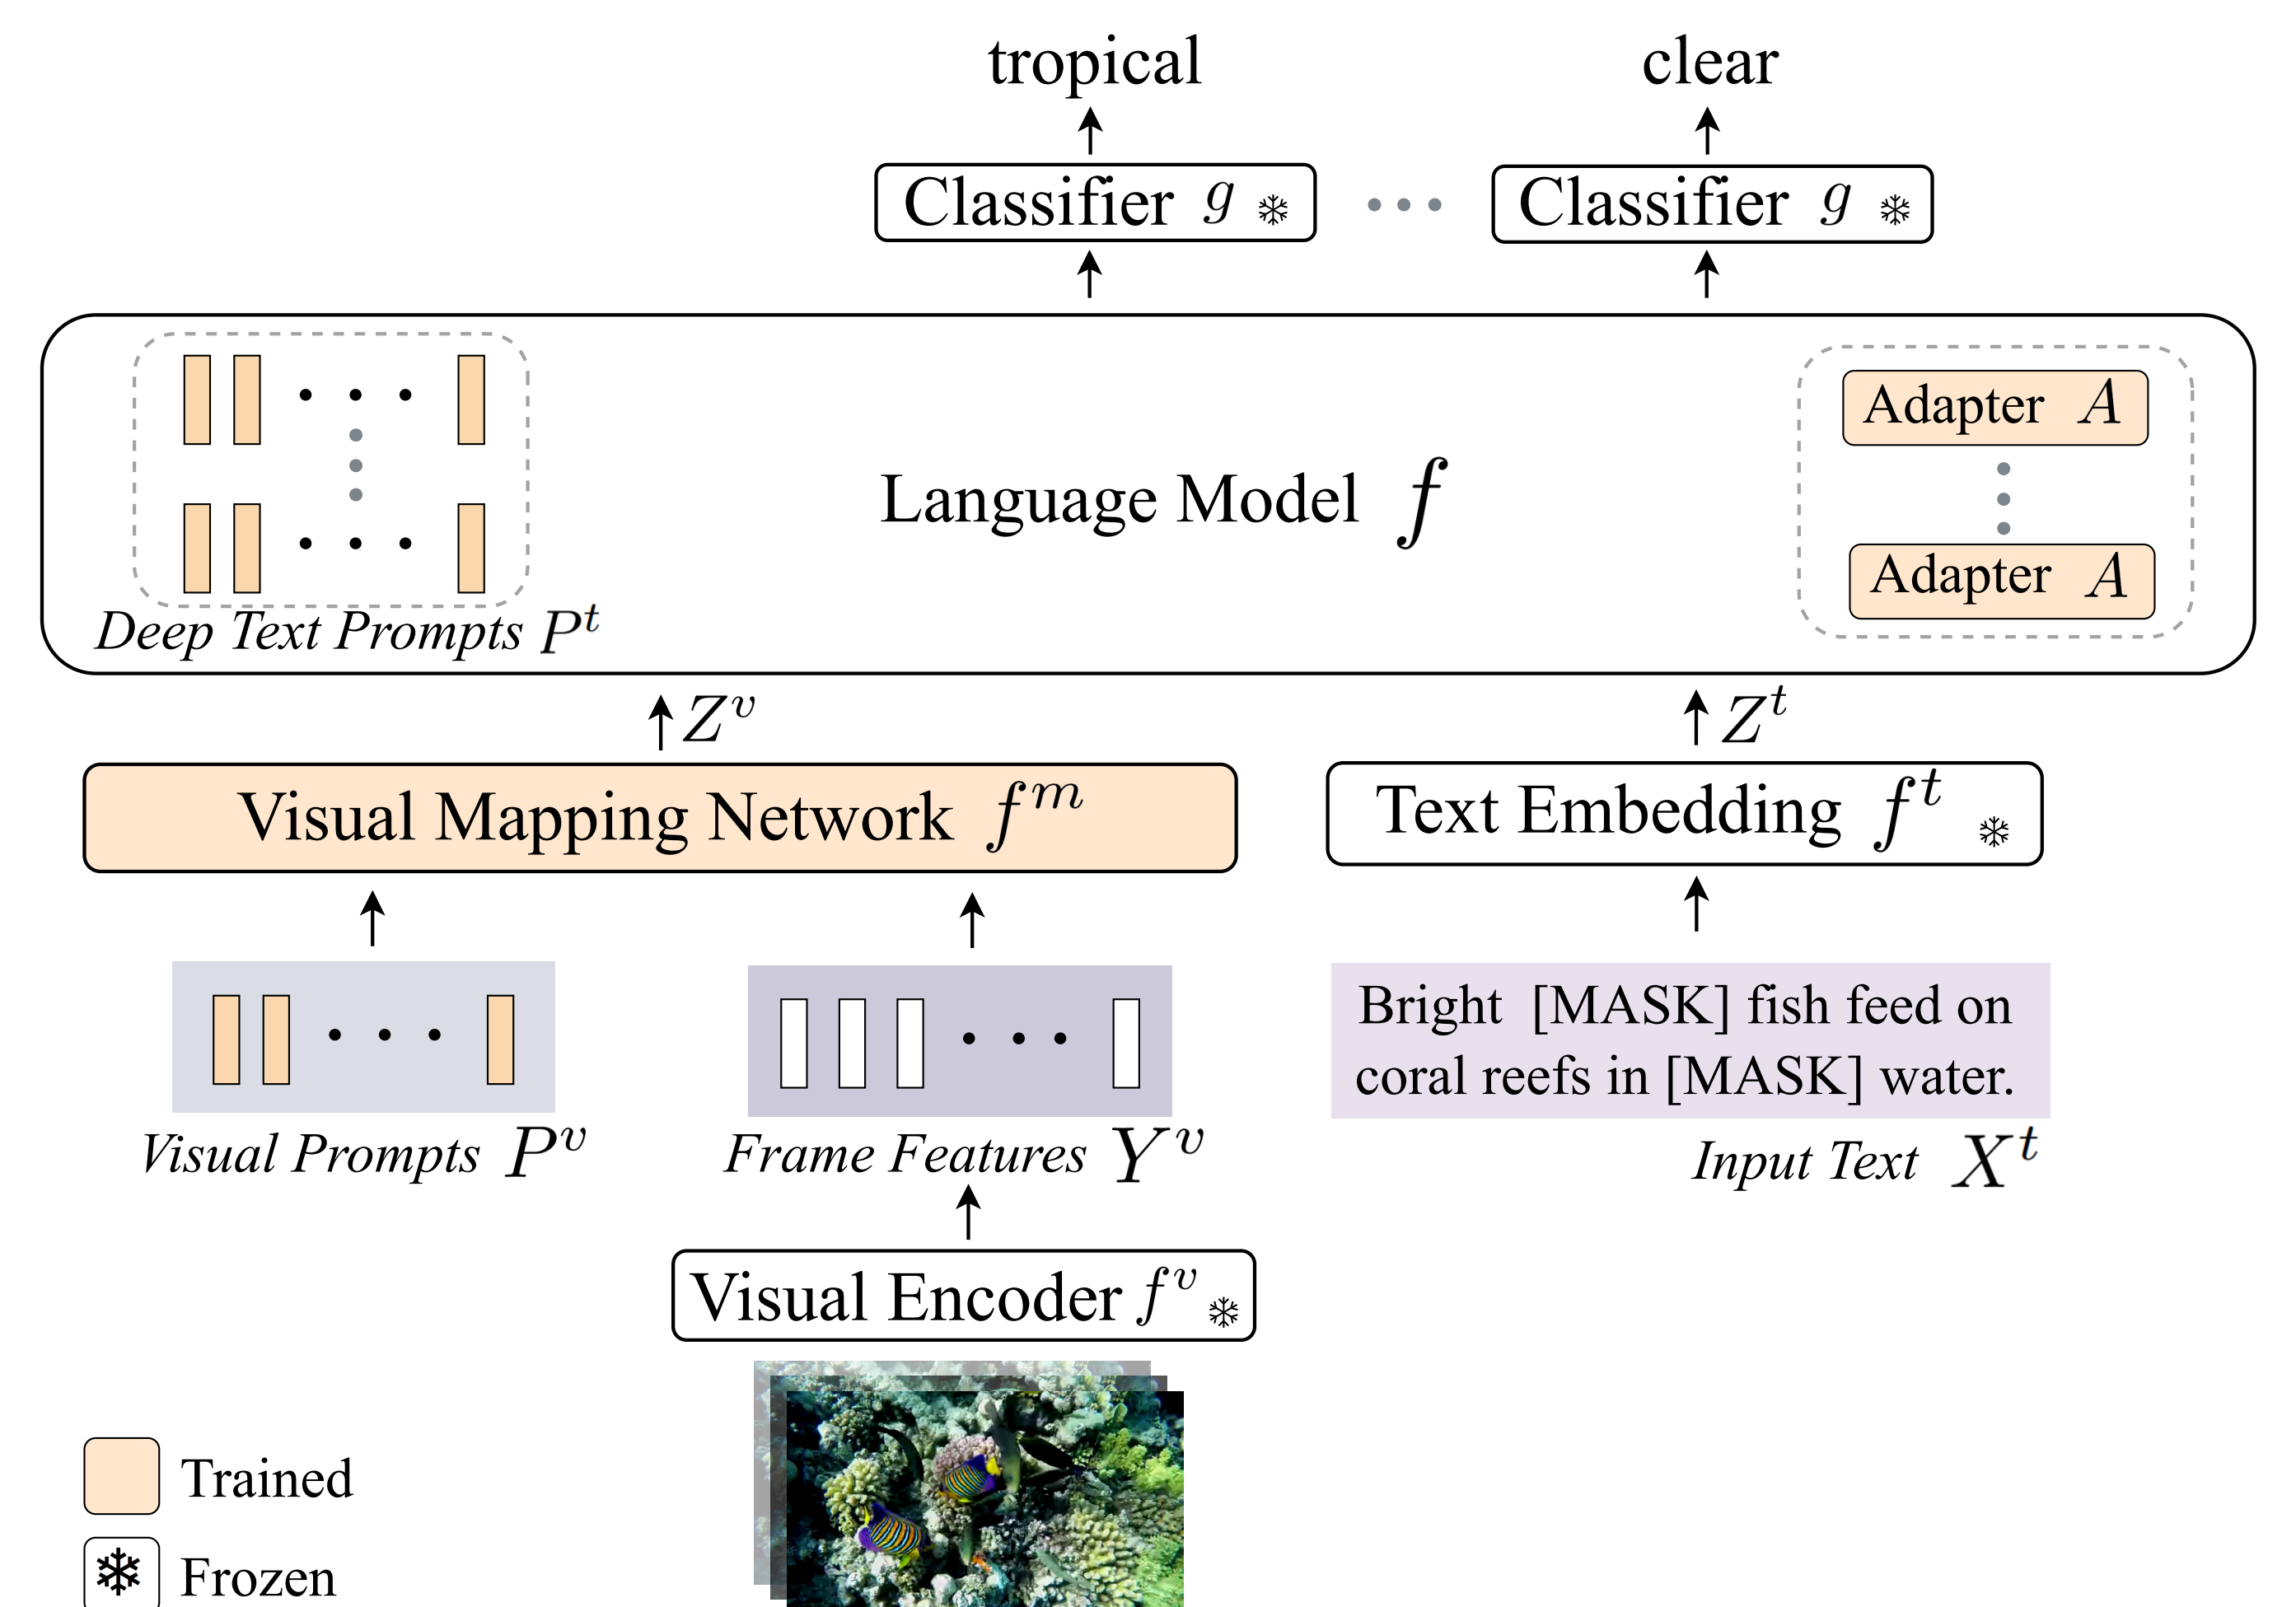 tropical
clear
Classifier g
Classifier g
Language Model f
Adapter A
Adapter A
Deep Text Prompts P^t
Z^v
Z^t
Visual Mapping Network f^m
Text Embedding f^t
Bright [MASK] fish feed on
coral reefs in [MASK] water.
Visual Prompts P^v
Frame Features Y^v
Input Text X^t
Visual Encoder f^v
Trained
Frozen